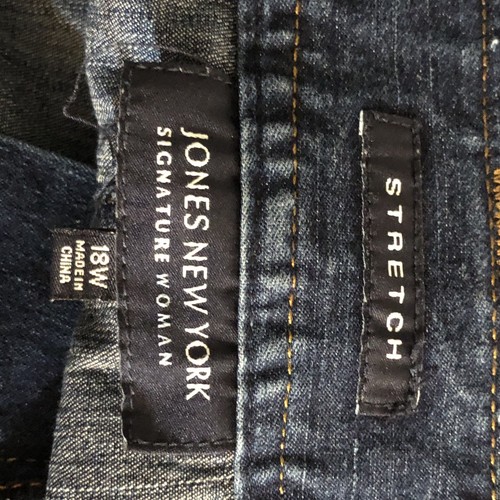 JONES NEW YORK
SIGNATURE WOMAN
18W
MADE IN
CHINA
STRETCH